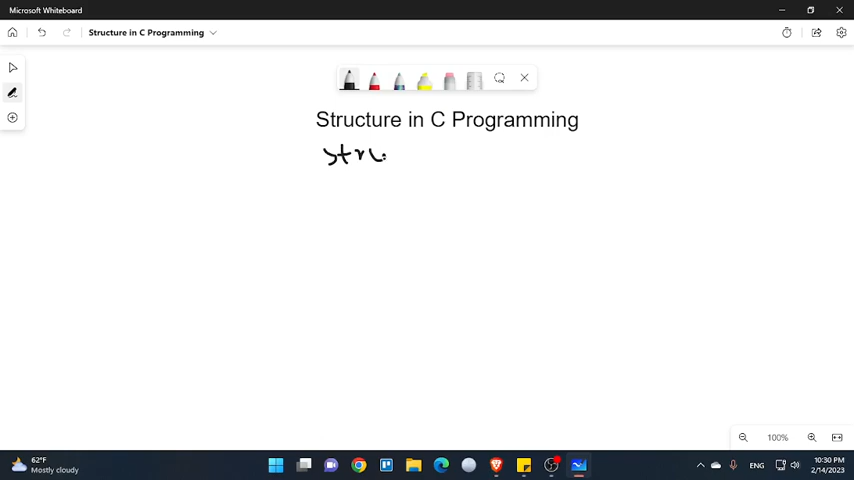 Microsoft Whiteboard
Structure in C Programming
Structure in C Programming
stru
100%
62°F
Mostly cloudy
ENG
10:30 PM
2/14/2023